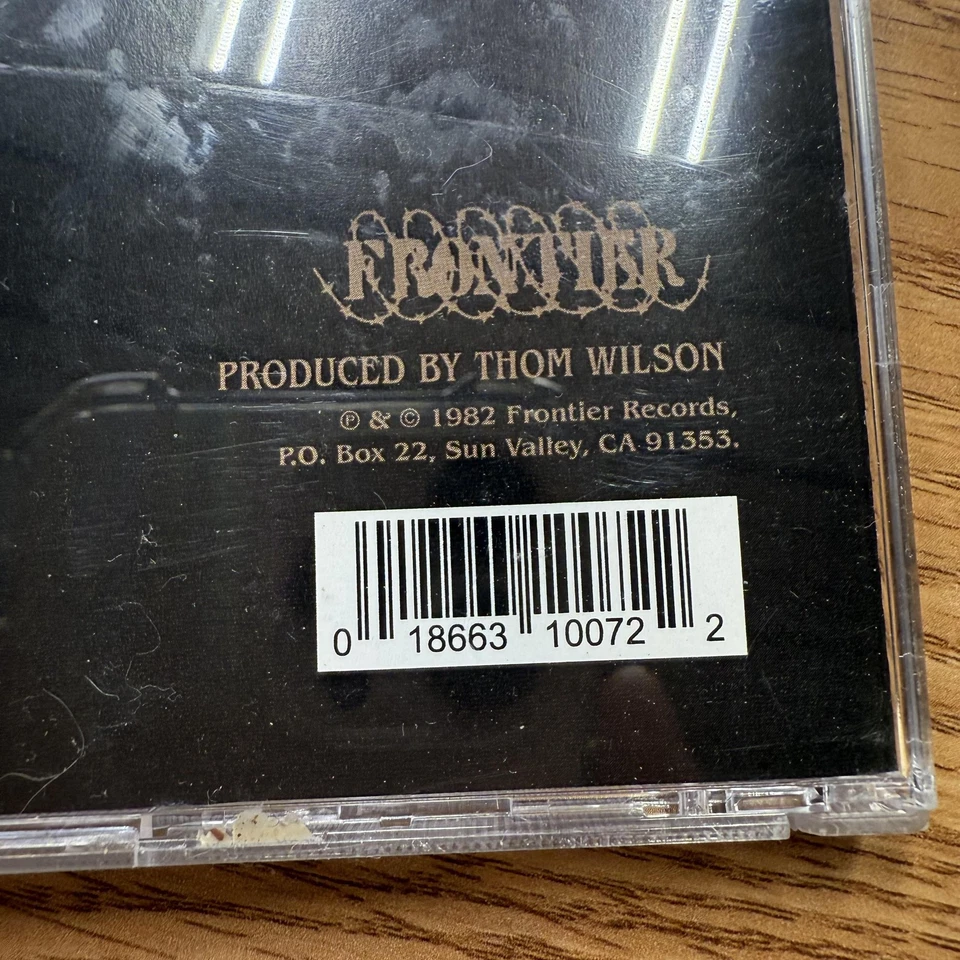 FRONTIER
PRODUCED BY THOM WILSON
℗ & © 1982 Frontier Records,
P.O. Box 22, Sun Valley, CA 91353.
0 18663 10072 2